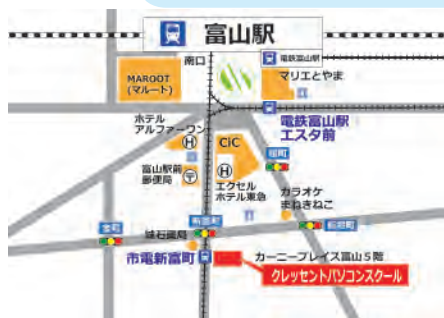 富山駅
南口
電鉄富山駅
MAROOT
(マルート)
マリエとやま
電鉄富山駅
エスタ前
ホテル
アルファーワン
CiC
桜町
富山駅前
郵便局
エクセル
ホテル東急
カラオケ
まねきねこ
宝町
新富町
城石薬局
カーニープレイス富山5階
市電新富町
クレッセントパソコンスクール